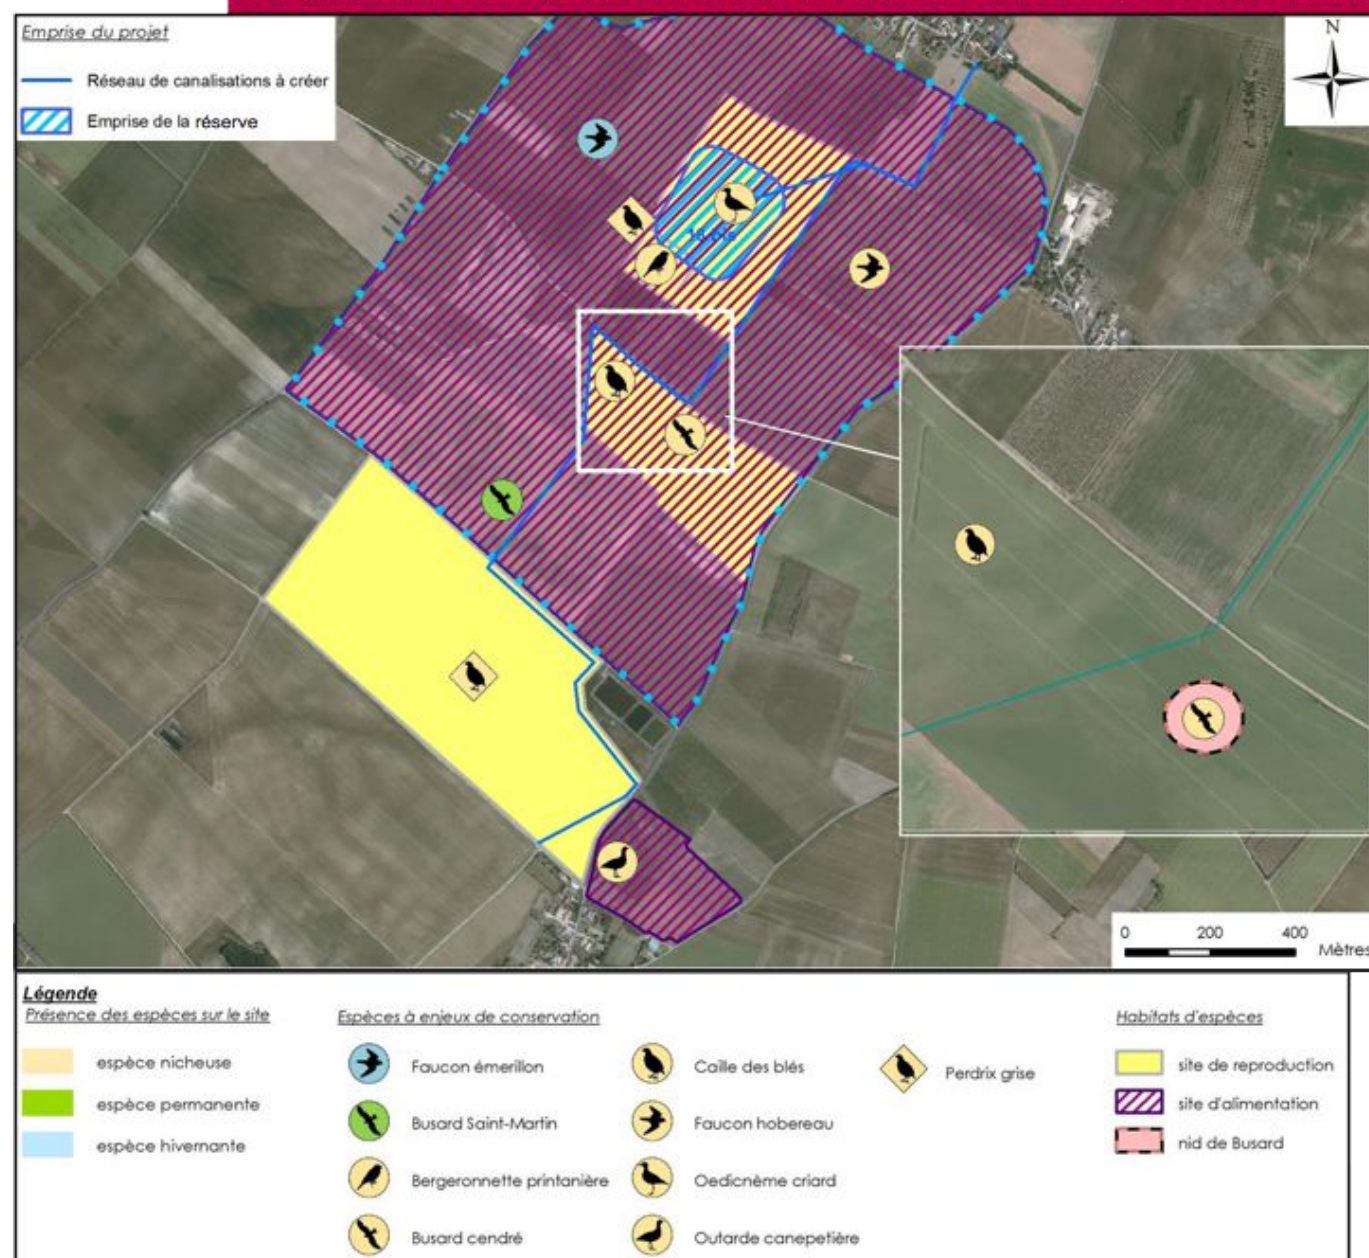 Emprise du projet
Réseau de canalisations à créer
Emprise de la réserve
N
0 200 400
Mètres
Légende
Présence des espèces sur le site
espèce nicheuse
espèce permanente
espèce hivernante
Espèces à enjeux de conservation
Faucon émerillon
Busard Saint-Martin
Bergeronnette printanière
Busard cendré
Caille des blés
Faucon hobereau
Oedicnème criard
Outarde canepetière
Perdrix grise
Habitats d'espèces
site de reproduction
site d'alimentation
nid de Busard